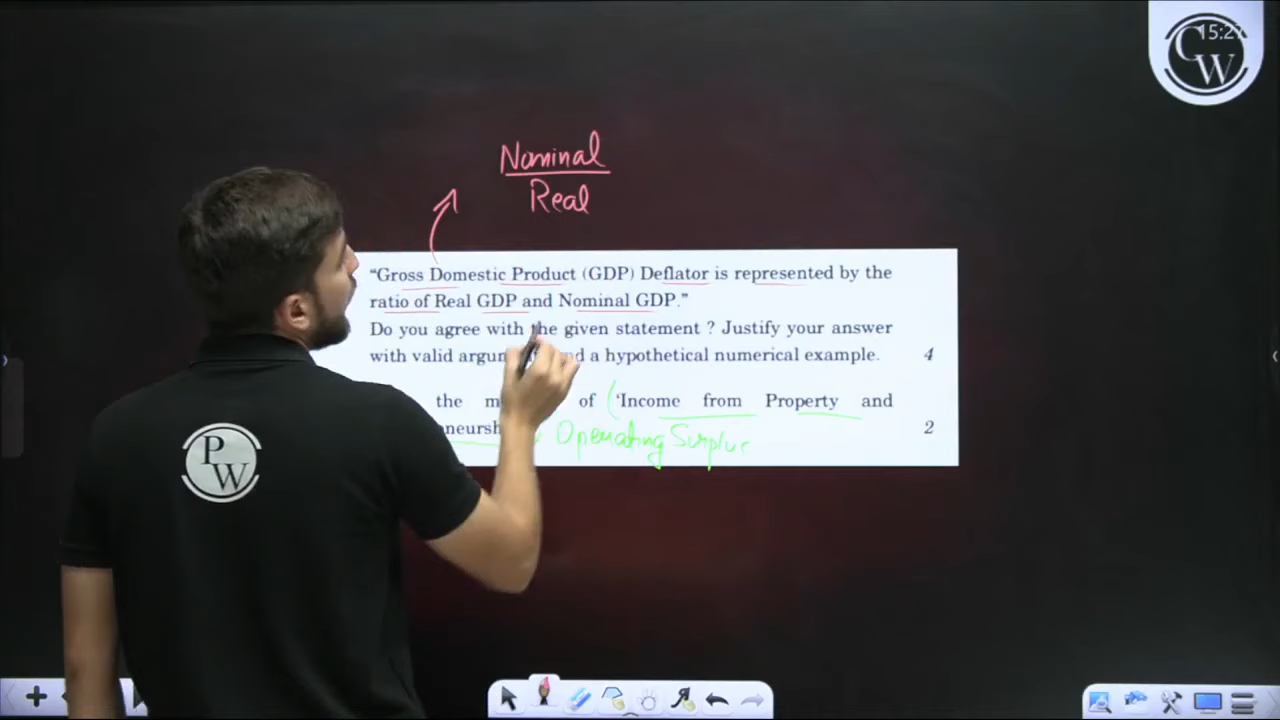 15:2
CW
Nominal
Real
"Gross Domestic Product (GDP) Deflator is represented by the
ratio of Real GDP and Nominal GDP."
Do you agree with the given statement ? Justify your answer
with valid and a hypothetical numerical example. 4
the of ( 'Income from Property and
2
Operating Surplus
PW